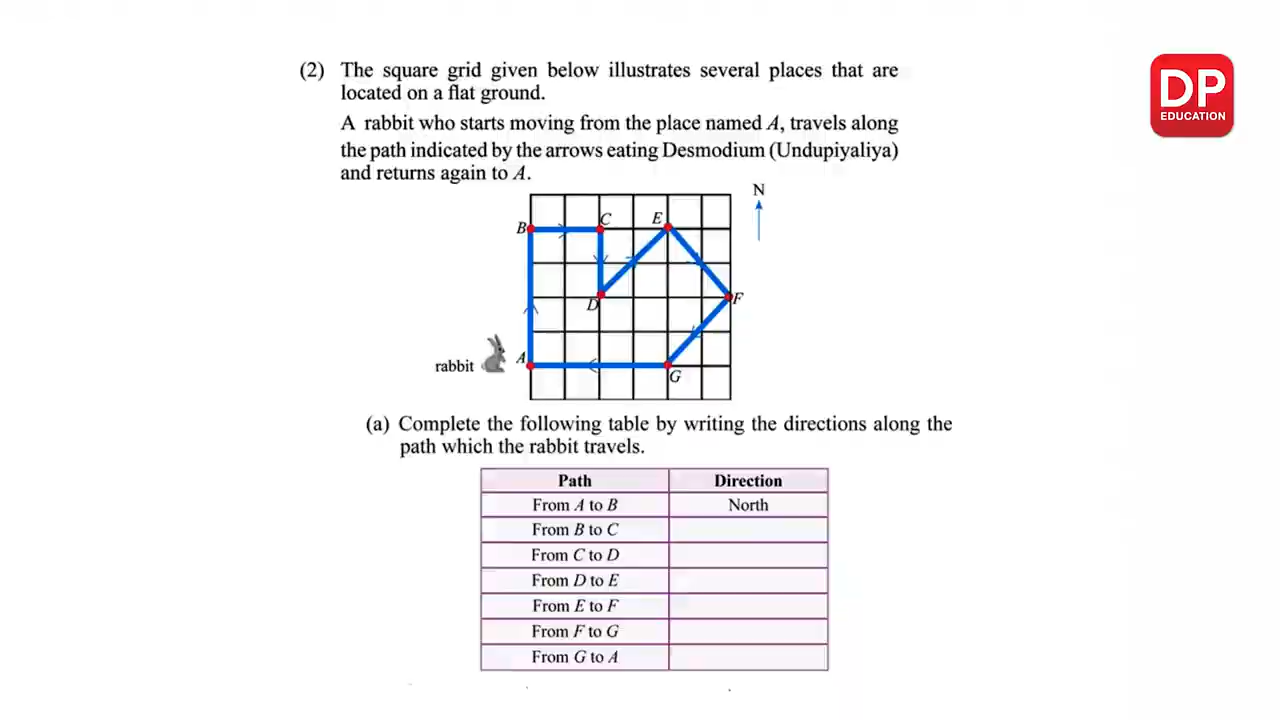 DP
EDUCATION
(2) The square grid given below illustrates several places that are
located on a flat ground.
A rabbit who starts moving from the place named A, travels along
the path indicated by the arrows eating Desmodium (Undupiyaliya)
and returns again to A.
N
B C E
D F
rabbit A
G
(a) Complete the following table by writing the directions along the
path which the rabbit travels.
Path Direction
From A to B North
From B to C
From C to D
From D to E
From E to F
From F to G
From G to A